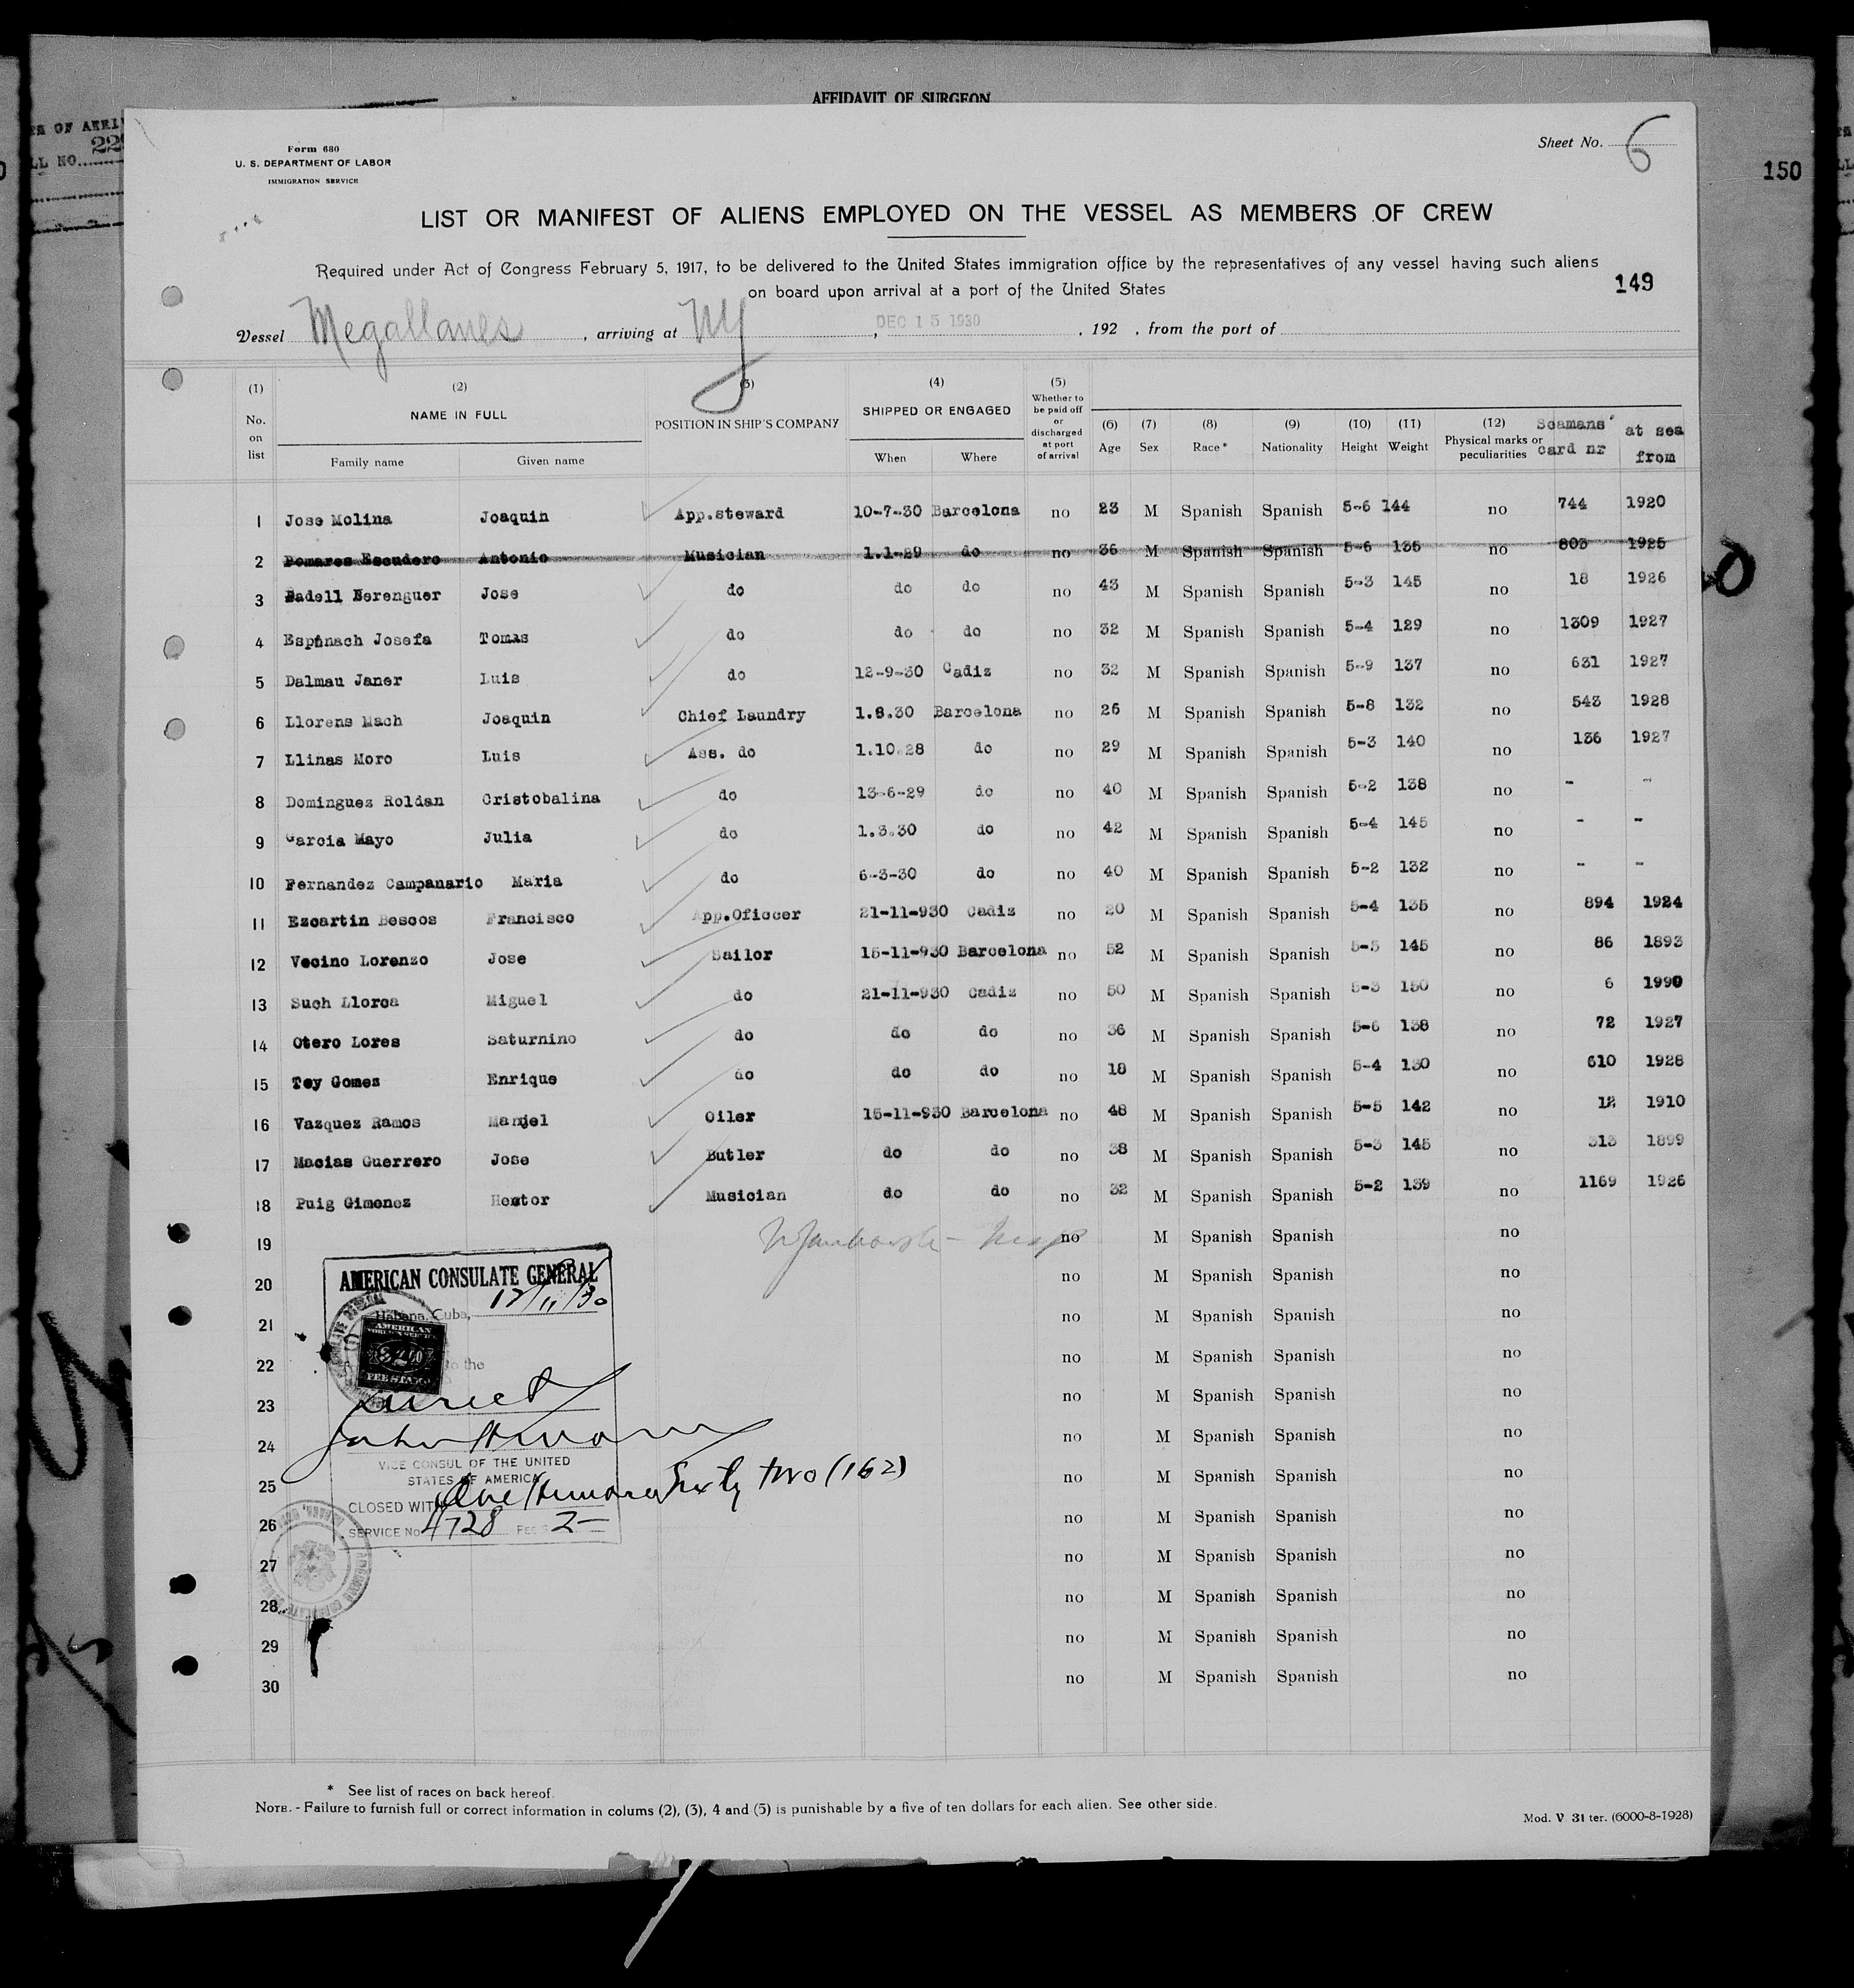 AFFIDAVIT OF SURGEON
150
Form 680
U. S. DEPARTMENT OF LABOR
IMMIGRATION SERVICE
Sheet No. 6
LIST OR MANIFEST OF ALIENS EMPLOYED ON THE VESSEL AS MEMBERS OF CREW
Required under Act of Congress February 5, 1917, to be delivered to the United States immigration office by the representatives of any vessel having such aliens
on board upon arrival at a port of the United States
149
Vessel Megallanes, arriving at NY, DEC 15 1930, 192 , from the port of
(1) No. on list (2) NAME IN FULL Family name Given name (3) POSITION IN SHIP'S COMPANY (4) SHIPPED OR ENGAGED When Where (5) Whether to be paid off or discharged at port of arrival (6) Age (7) Sex (8) Race* (9) Nationality (10) Height (11) Weight (12) Physical marks or peculiarities Seamans' card nr at sea from
1 Jose Molina Joaquin App.steward 10-7-30 Barcelona no 23 M Spanish Spanish 5-6 144 no 744 1920
2 Pomares Escudero Antonio Musician 1.1-29 do no 36 M Spanish Spanish 5-6 135 no 803 1925
3 Badell Berenguer Jose do do do no 43 M Spanish Spanish 5-3 145 no 18 1926
4 Espinach Josefa Tomas do do do no 32 M Spanish Spanish 5-4 129 no 1309 1927
5 Dalmau Janer Luis do 12-9-30 Cadiz no 32 M Spanish Spanish 5-9 137 no 631 1927
6 Llorens Mach Joaquin Chief Laundry 1.8.30 Barcelona no 26 M Spanish Spanish 5-8 132 no 543 1928
7 Llinas Moro Luis Ass. do 1.10.28 do no 29 M Spanish Spanish 5-3 140 no 136 1927
8 Dominguez Roldan Cristobalina do 13-6-29 do no 40 M Spanish Spanish 5-2 138 no - -
9 Garcia Mayo Julia do 1.3.30 do no 42 M Spanish Spanish 5-4 145 no - -
10 Fernandez Campanario Maria do 6-3-30 do no 40 M Spanish Spanish 5-2 132 no - -
11 Ezcartin Bescos Francisco App.Oficcer 21-11-930 Cadiz no 20 M Spanish Spanish 5-4 135 no 894 1924
12 Vecino Lorenzo Jose Sailor 15-11-930 Barcelona no 52 M Spanish Spanish 5-5 145 no 86 1893
13 Such Llorca Miguel do 21-11-930 Cadiz no 50 M Spanish Spanish 5-3 150 no 6 1990
14 Otero Lores Saturnino do do do no 36 M Spanish Spanish 5-6 138 no 72 1927
15 Tey Gomez Enrique do do do no 18 M Spanish Spanish 5-4 130 no 610 1928
16 Vazquez Ramos Manuel Oiler 15-11-930 Barcelona no 48 M Spanish Spanish 5-5 142 no 12 1910
17 Macias Guerrero Jose Butler do do no 38 M Spanish Spanish 5-3 145 no 313 1899
18 Puig Gimenez Hector Musician do do no 32 M Spanish Spanish 5-2 139 no 1169 1926
19 no M Spanish Spanish no
20 no M Spanish Spanish no
21 no M Spanish Spanish no
22 no M Spanish Spanish no
23 no M Spanish Spanish no
24 no M Spanish Spanish no
25 no M Spanish Spanish no
26 no M Spanish Spanish no
27 no M Spanish Spanish no
28 no M Spanish Spanish no
29 no M Spanish Spanish no
30 no M Spanish Spanish no
AMERICAN CONSULATE GENERAL
Habana, Cuba, 12/11/30
AMERICAN
FEE STAMP
to the
VICE CONSUL OF THE UNITED
STATES OF AMERICA
CLOSED WITH One Hundred Sixty two (162)
SERVICE No 4728 FEE $ 2-
* See list of races on back hereof.
NOTE. - Failure to furnish full or correct information in colums (2), (3), 4 and (5) is punishable by a five of ten dollars for each alien. See other side.
Mod. V 31 ter. (6000-8-1928)